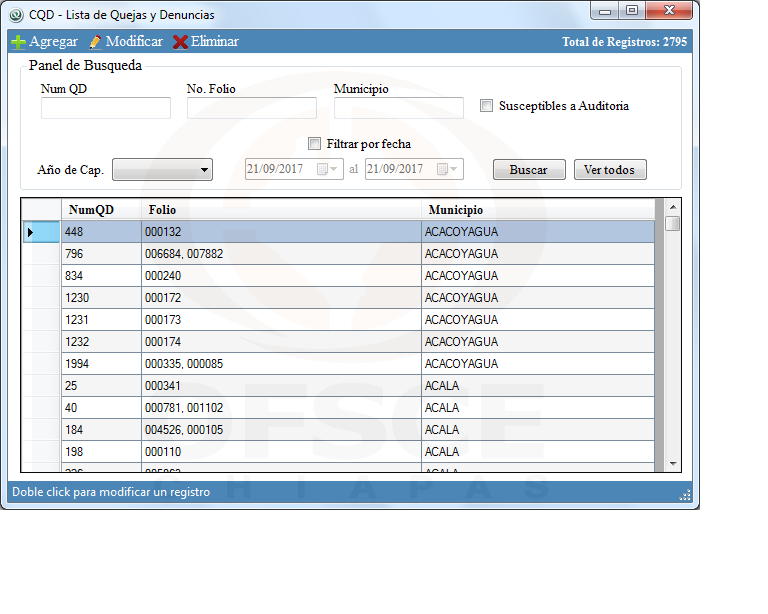 CQD - Lista de Quejas y Denuncias
Agregar Modificar Eliminar Total de Registros: 2795
Panel de Busqueda
Num QD No. Folio Municipio
Susceptibles a Auditoria
Filtrar por fecha
Año de Cap. 21/09/2017 al 21/09/2017 Buscar Ver todos
NumQD Folio Municipio
448 000132 ACACOYAGUA
796 006684, 007882 ACACOYAGUA
834 000240 ACACOYAGUA
1230 000172 ACACOYAGUA
1231 000173 ACACOYAGUA
1232 000174 ACACOYAGUA
1994 000335, 000085 ACACOYAGUA
25 000341 ACALA
40 000781, 001102 ACALA
184 004526, 000105 ACALA
198 000110 ACALA
ACALA
OFSCE
CHIAPAS
Doble click para modificar un registro